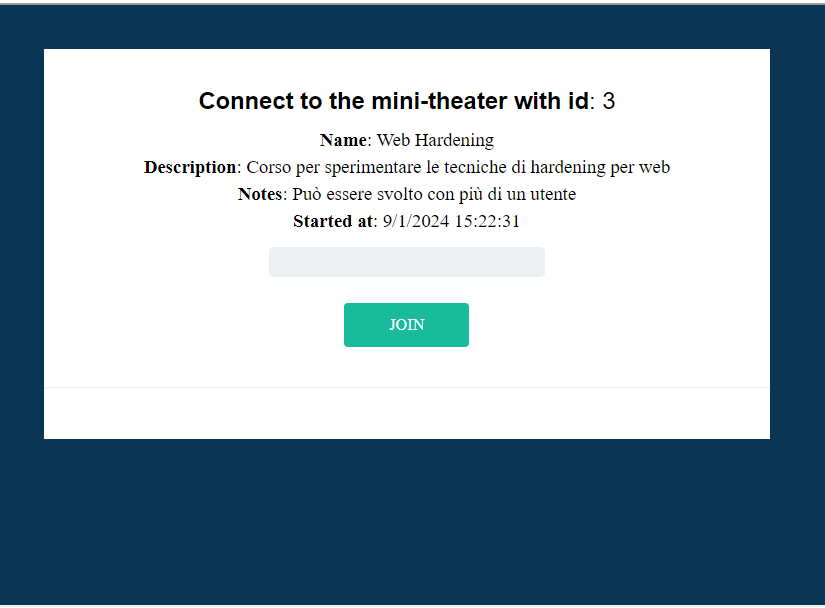 Connect to the mini-theater with id: 3
Name: Web Hardening
Description: Corso per sperimentare le tecniche di hardening per web
Notes: Può essere svolto con più di un utente
Started at: 9/1/2024 15:22:31
JOIN